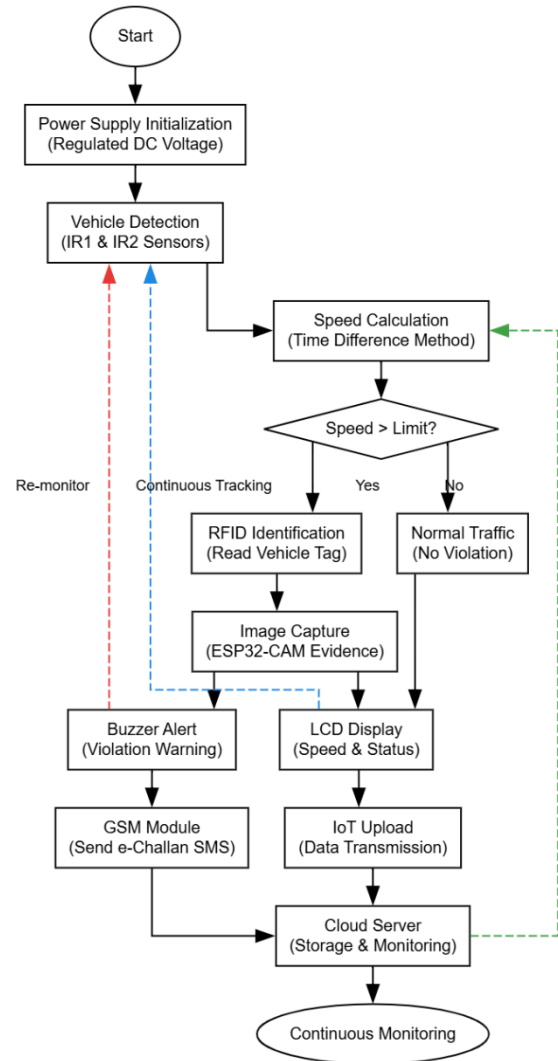 Start
Power Supply Initialization
(Regulated DC Voltage)
Vehicle Detection
(IR1 & IR2 Sensors)
Speed Calculation
(Time Difference Method)
Speed > Limit?
Re-monitor
Continuous Tracking
Yes
No
RFID Identification
(Read Vehicle Tag)
Normal Traffic
(No Violation)
Image Capture
(ESP32-CAM Evidence)
Buzzer Alert
(Violation Warning)
LCD Display
(Speed & Status)
GSM Module
(Send e-Challan SMS)
IoT Upload
(Data Transmission)
Cloud Server
(Storage & Monitoring)
Continuous Monitoring